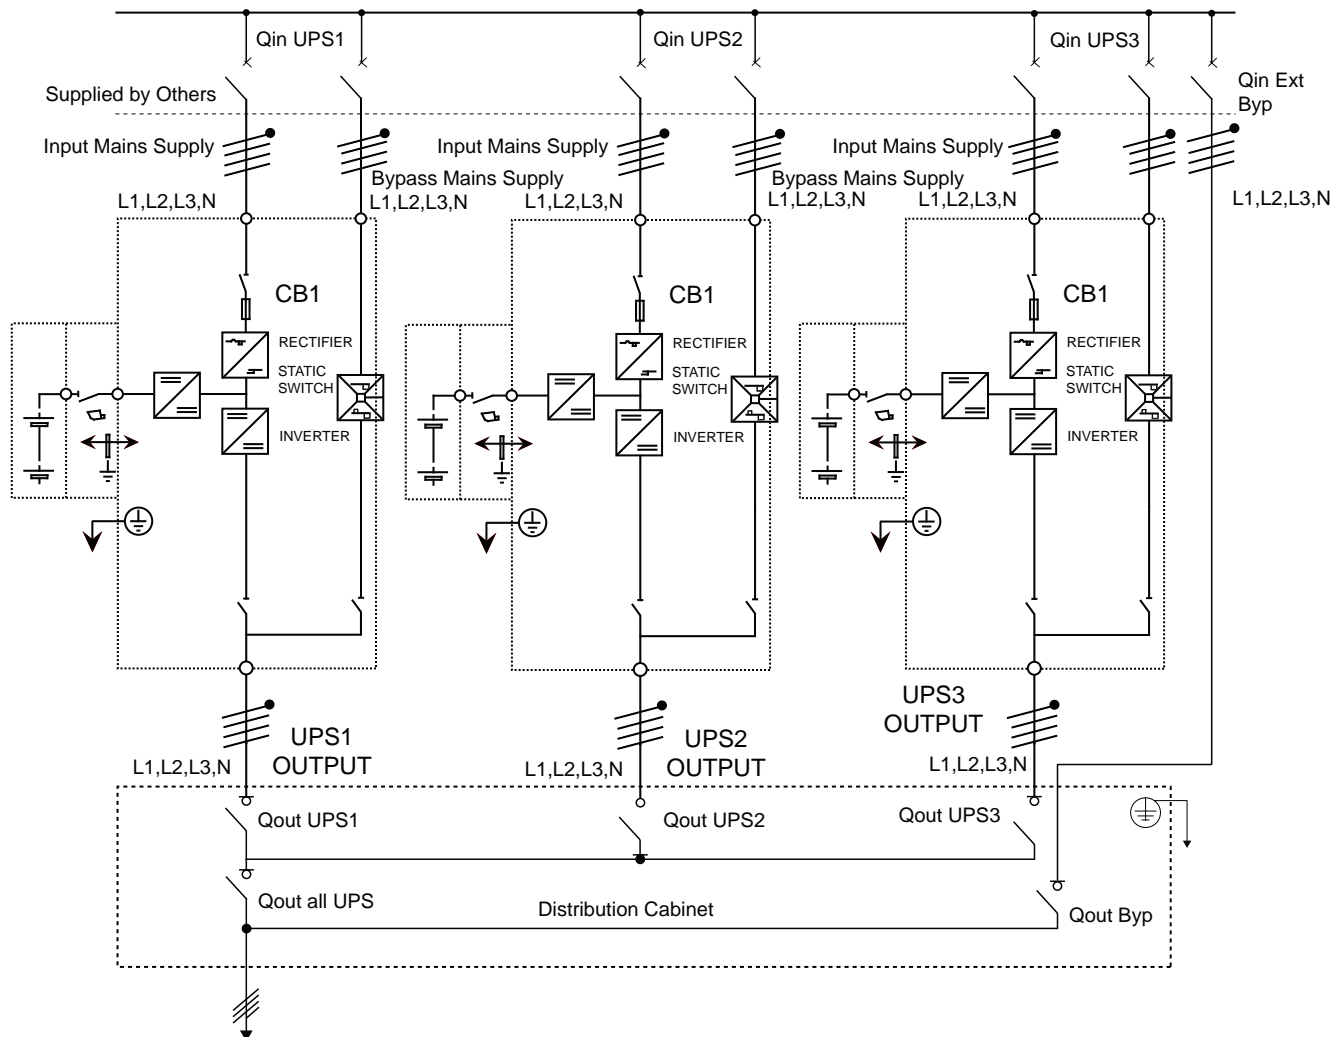 Qin UPS1
Qin UPS2
Qin UPS3
Supplied by Others
Qin Ext
Byp
Input Mains Supply
Input Mains Supply
Input Mains Supply
Bypass Mains Supply
Bypass Mains Supply
L1,L2,L3,N
L1,L2,L3,N
L1,L2,L3,N
L1,L2,L3,N
L1,L2,L3,N
L1,L2,L3,N
CB1
CB1
CB1
RECTIFIER
RECTIFIER
RECTIFIER
STATIC
SWITCH
STATIC
SWITCH
STATIC
SWITCH
INVERTER
INVERTER
INVERTER
UPS1
OUTPUT
UPS2
OUTPUT
UPS3
OUTPUT
L1,L2,L3,N
L1,L2,L3,N
L1,L2,L3,N
Qout UPS1
Qout UPS2
Qout UPS3
Qout all UPS
Distribution Cabinet
Qout Byp